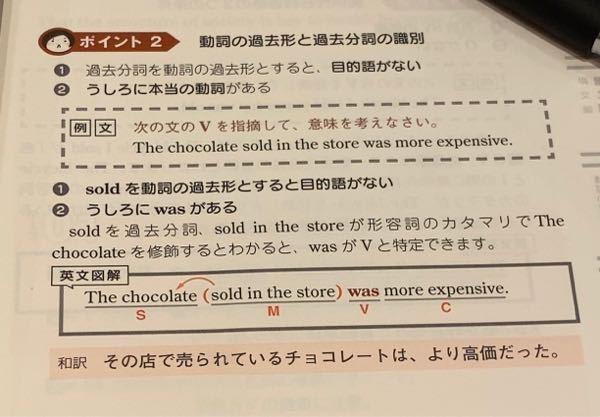 ポイント 2 動詞の過去形と過去分詞の識別
❶ 過去分詞を動詞の過去形とすると、目的語がない
❷ うしろに本当の動詞がある
例 文 次の文の V を指摘して、意味を考えなさい。
The chocolate sold in the store was more expensive.
❶ sold を動詞の過去形とすると目的語がない
❷ うしろに was がある
sold を過去分詞、sold in the store が形容詞のカタマリで The
chocolate を修飾するとわかると、was が V と特定できます。
英文図解
The chocolate (sold in the store) was more expensive.
S M V C
和訳 その店で売られているチョコレートは、より高価だった。